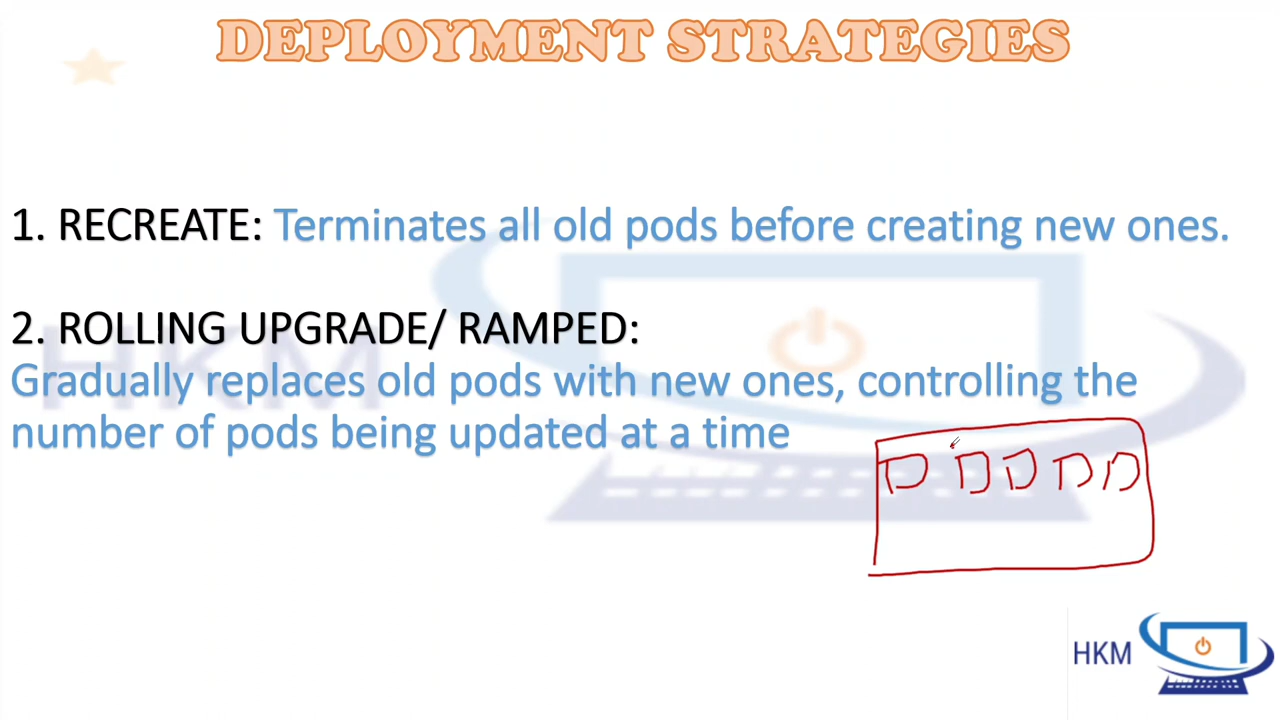 DEPLOYMENT STRATEGIES
1. RECREATE: Terminates all old pods before creating new ones.
2. ROLLING UPGRADE/ RAMPED:
Gradually replaces old pods with new ones, controlling the
number of pods being updated at a time
HKM
HKM